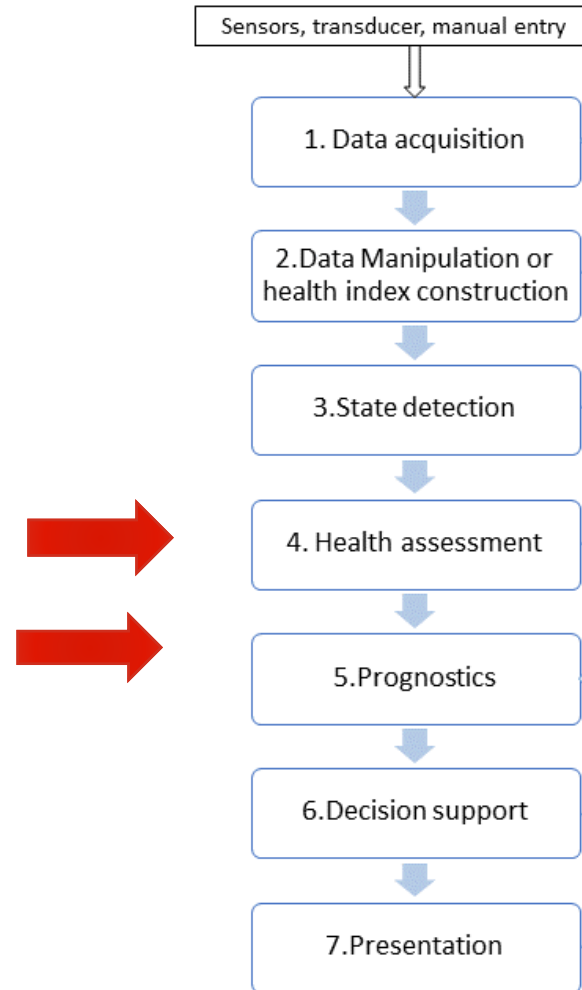 Sensors, transducer, manual entry
1. Data acquisition
2.Data Manipulation or
health index construction
3.State detection
4. Health assessment
5.Prognostics
6.Decision support
7.Presentation